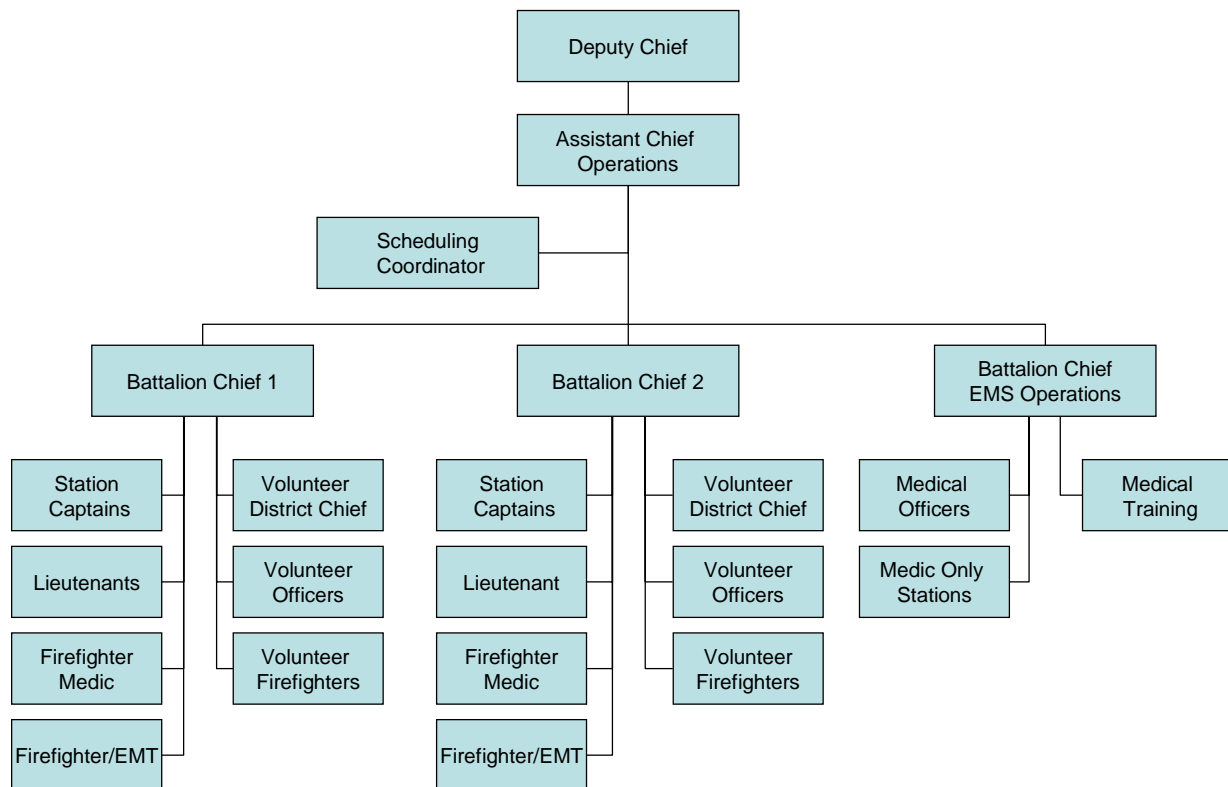 Deputy Chief
Assistant Chief
Operations
Scheduling
Coordinator
Battalion Chief 1
Battalion Chief 2
Battalion Chief
EMS Operations
Station
Captains
Volunteer
District Chief
Lieutenants
Volunteer
Officers
Firefighter
Medic
Volunteer
Firefighters
Firefighter/EMT
Station
Captains
Volunteer
District Chief
Lieutenant
Volunteer
Officers
Firefighter
Medic
Volunteer
Firefighters
Firefighter/EMT
Medical
Officers
Medical
Training
Medic Only
Stations